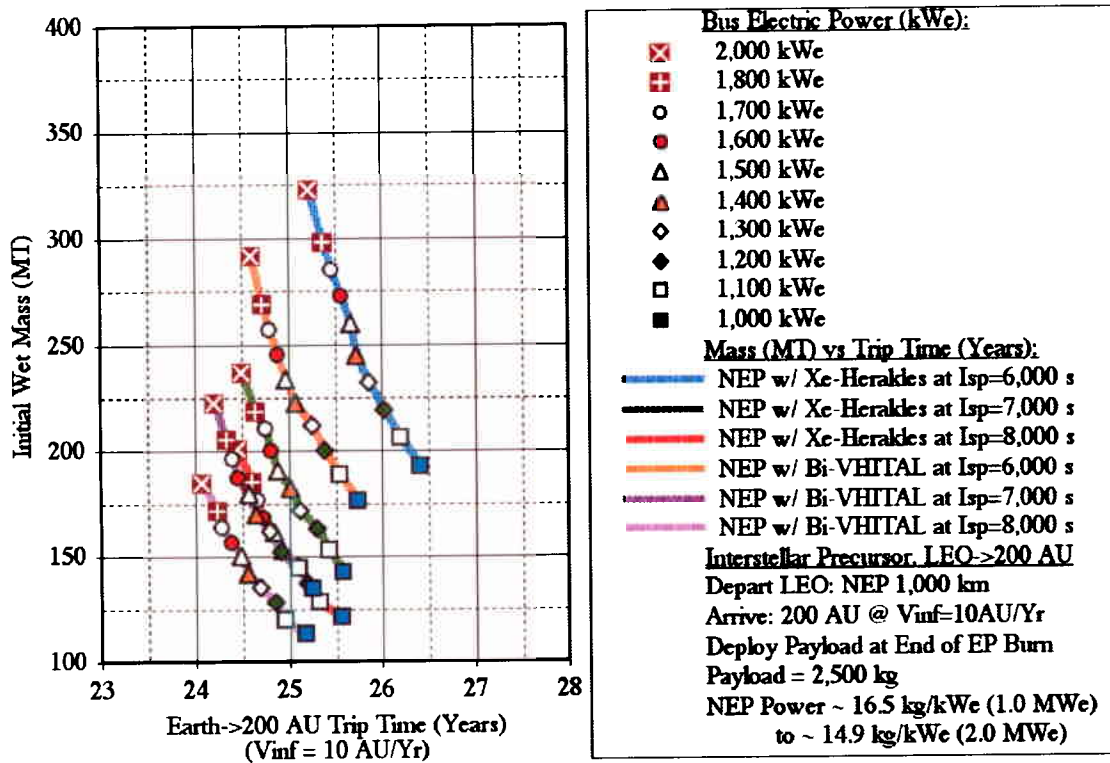 400
350
300
250
200
150
100
Initial Wet Mass (MT)
23
24
25
26
27
28
Earth->200 AU Trip Time (Years)
(Vinf = 10 AU/Yr)
Bus Electric Power (kWe):
2,000 kWe
1,800 kWe
1,700 kWe
1,600 kWe
1,500 kWe
1,400 kWe
1,300 kWe
1,200 kWe
1,100 kWe
1,000 kWe
Mass (MT) vs Trip Time (Years):
NEP w/ Xe-Herakles at Isp=6,000 s
NEP w/ Xe-Herakles at Isp=7,000 s
NEP w/ Xe-Herakles at Isp=8,000 s
NEP w/ Bi-VHITAL at Isp=6,000 s
NEP w/ Bi-VHITAL at Isp=7,000 s
NEP w/ Bi-VHITAL at Isp=8,000 s
Interstellar Precursor, LEO->200 AU
Depart LEO: NEP 1,000 km
Arrive: 200 AU @ Vinf=10AU/Yr
Deploy Payload at End of EP Burn
Payload = 2,500 kg
NEP Power ~ 16.5 kg/kWe (1.0 MWe)
to ~ 14.9 kg/kWe (2.0 MWe)